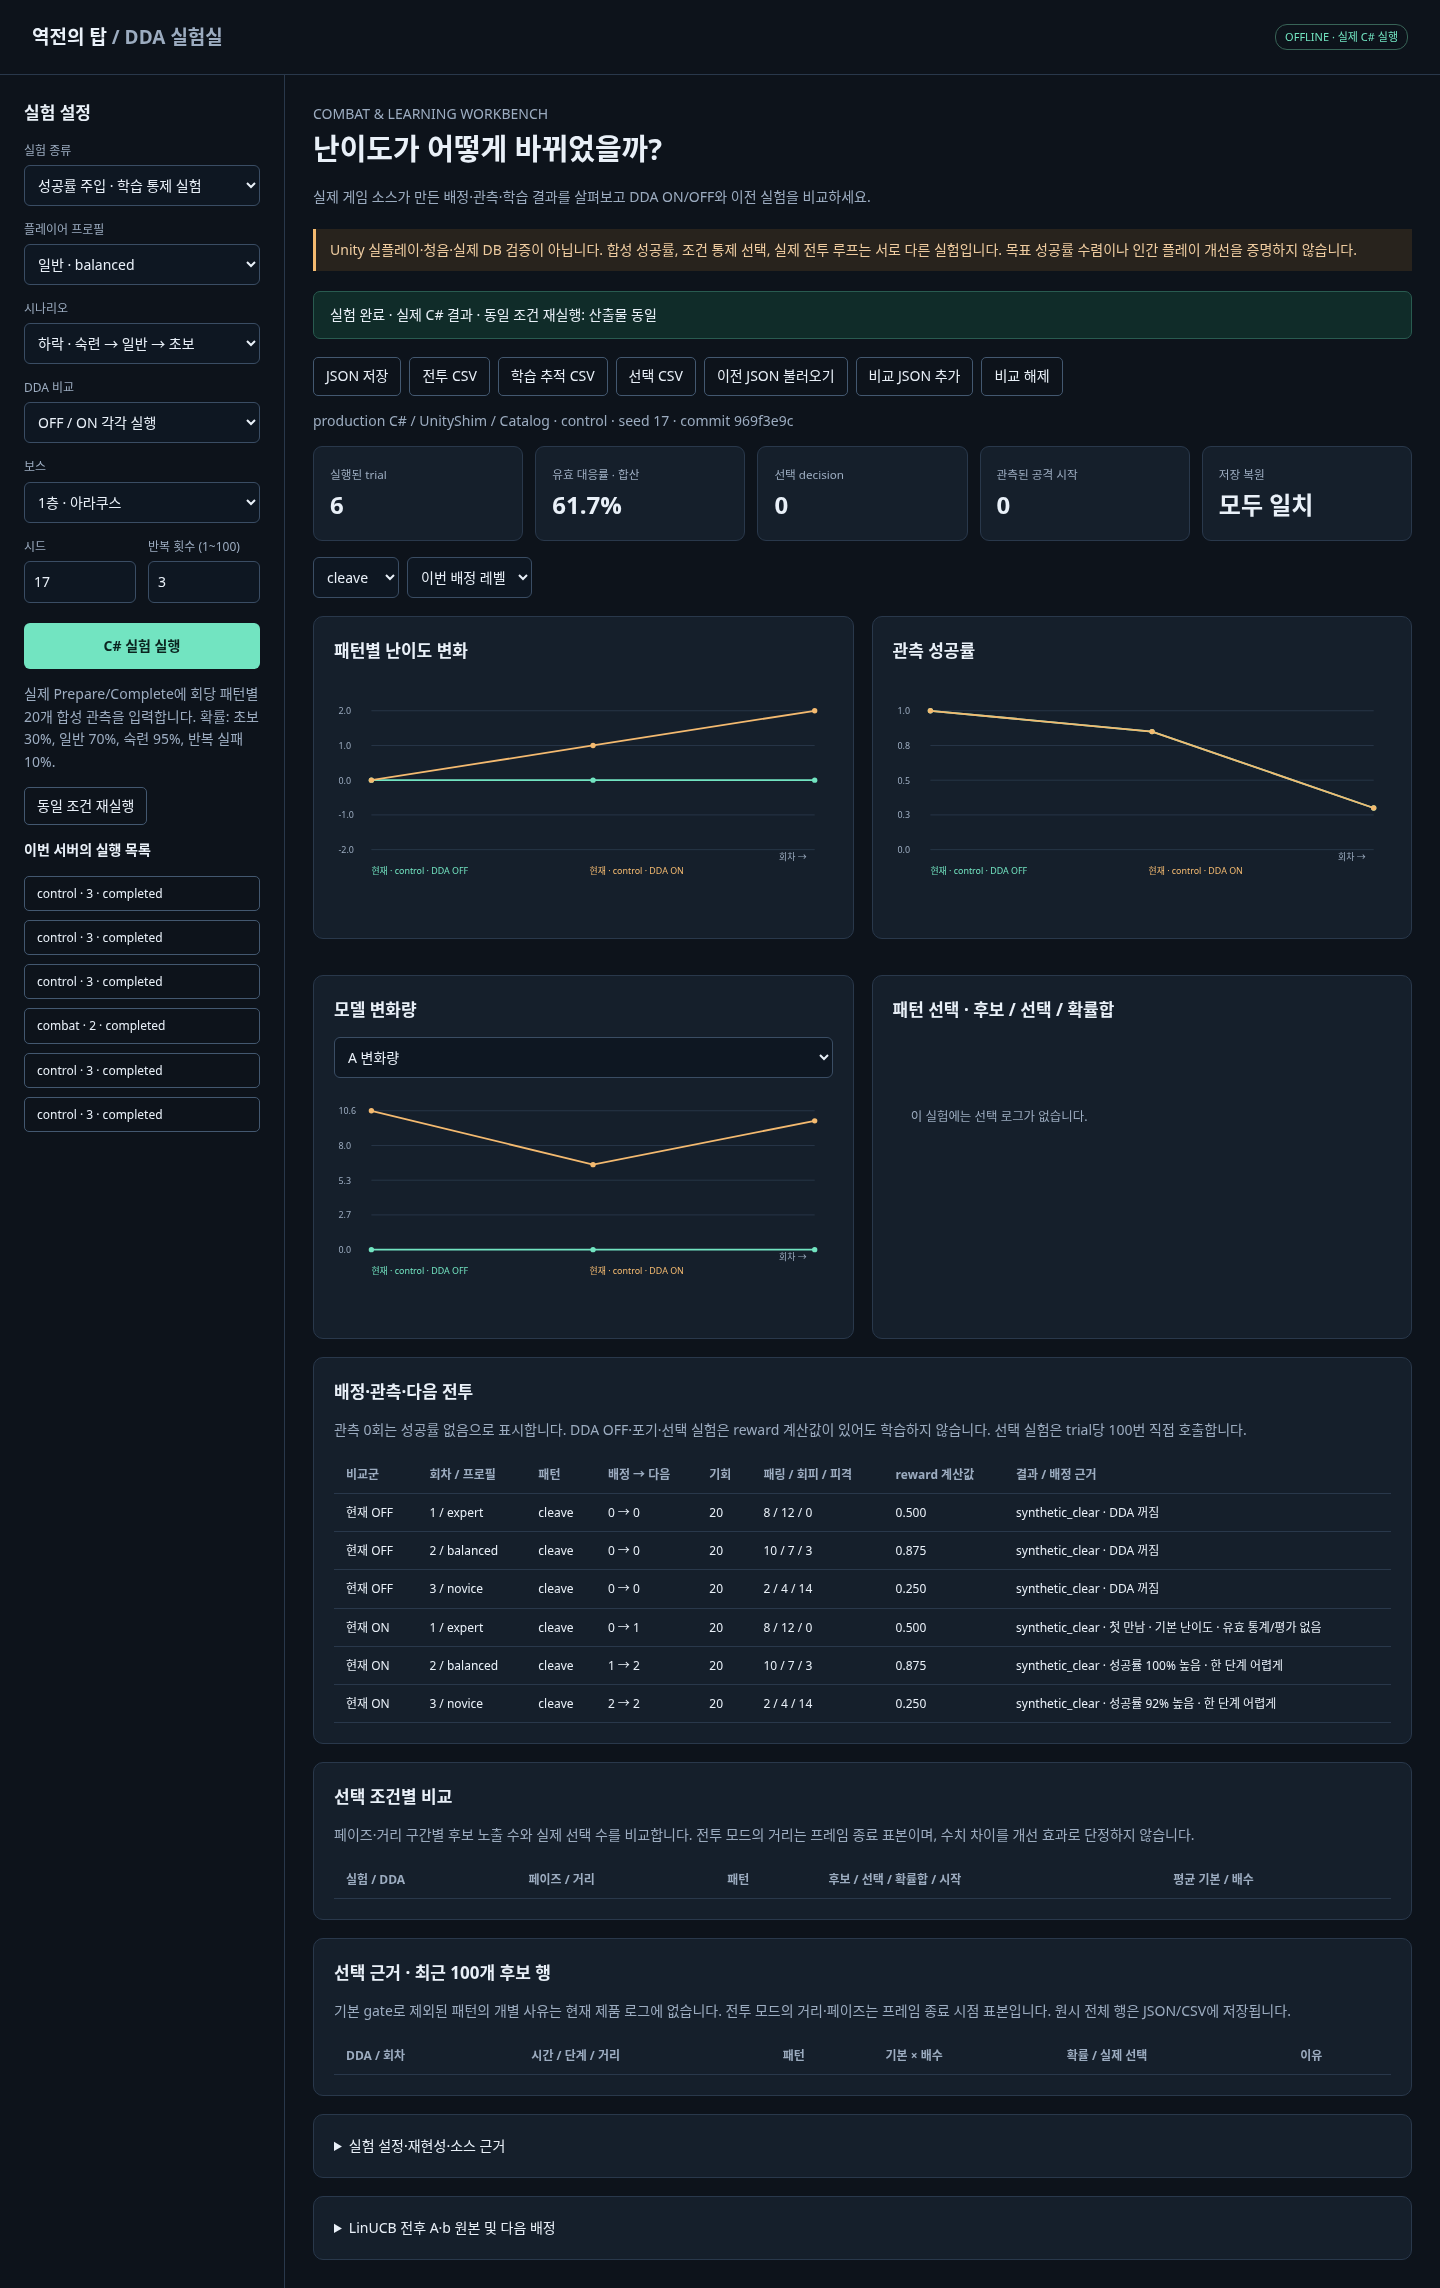 역전의 탑 / DDA 실험실
OFFLINE · 실제 C# 실행
실험 설정
실험 종류
성공률 주입 · 학습 통제 실험
플레이어 프로필
일반 · balanced
시나리오
하락 · 숙련 → 일반 → 초보
DDA 비교
OFF / ON 각각 실행
보스
1층 · 아라쿠스
시드
반복 횟수 (1~100)
17
3
C# 실험 실행
실제 Prepare/Complete에 회당 패턴별
20개 합성 관측을 입력합니다. 확률: 초보
30%, 일반 70%, 숙련 95%, 반복 실패
10%.
동일 조건 재실행
이번 서버의 실행 목록
control · 3 · completed
control · 3 · completed
control · 3 · completed
combat · 2 · completed
control · 3 · completed
control · 3 · completed
COMBAT & LEARNING WORKBENCH
난이도가 어떻게 바뀌었을까?
실제 게임 소스가 만든 배정·관측·학습 결과를 살펴보고 DDA ON/OFF와 이전 실험을 비교하세요.
Unity 실플레이·청음·실제 DB 검증이 아닙니다. 합성 성공률, 조건 통제 선택, 실제 전투 루프는 서로 다른 실험입니다. 목표 성공률 수렴이나 인간 플레이 개선을 증명하지 않습니다.
실험 완료 · 실제 C# 결과 · 동일 조건 재실행: 산출물 동일
JSON 저장
전투 CSV
학습 추적 CSV
선택 CSV
이전 JSON 불러오기
비교 JSON 추가
비교 해제
production C# / UnityShim / Catalog · control · seed 17 · commit 969f3e9c
실행된 trial
6
유효 대응률 · 합산
61.7%
선택 decision
0
관측된 공격 시작
0
저장 복원
모두 일치
cleave
이번 배정 레벨
패턴별 난이도 변화
2.0
1.0
0.0
-1.0
-2.0
회차 →
현재 · control · DDA OFF
현재 · control · DDA ON
관측 성공률
1.0
0.8
0.5
0.3
0.0
회차 →
현재 · control · DDA OFF
현재 · control · DDA ON
모델 변화량
A 변화량
10.6
8.0
5.3
2.7
0.0
회차 →
현재 · control · DDA OFF
현재 · control · DDA ON
패턴 선택 · 후보 / 선택 / 확률합
이 실험에는 선택 로그가 없습니다.
배정·관측·다음 전투
관측 0회는 성공률 없음으로 표시합니다. DDA OFF·포기·선택 실험은 reward 계산값이 있어도 학습하지 않습니다. 선택 실험은 trial당 100번 직접 호출합니다.
비교군 회차 / 프로필 패턴 배정 → 다음 기회 패링 / 회피 / 피격 reward 계산값 결과 / 배정 근거
현재 OFF 1 / expert cleave 0 → 0 20 8 / 12 / 0 0.500 synthetic_clear · DDA 꺼짐
현재 OFF 2 / balanced cleave 0 → 0 20 10 / 7 / 3 0.875 synthetic_clear · DDA 꺼짐
현재 OFF 3 / novice cleave 0 → 0 20 2 / 4 / 14 0.250 synthetic_clear · DDA 꺼짐
현재 ON 1 / expert cleave 0 → 1 20 8 / 12 / 0 0.500 synthetic_clear · 첫 만남 · 기본 난이도 · 유효 통계/평가 없음
현재 ON 2 / balanced cleave 1 → 2 20 10 / 7 / 3 0.875 synthetic_clear · 성공률 100% 높음 · 한 단계 어렵게
현재 ON 3 / novice cleave 2 → 2 20 2 / 4 / 14 0.250 synthetic_clear · 성공률 92% 높음 · 한 단계 어렵게
선택 조건별 비교
페이즈·거리 구간별 후보 노출 수와 실제 선택 수를 비교합니다. 전투 모드의 거리는 프레임 종료 표본이며, 수치 차이를 개선 효과로 단정하지 않습니다.
실험 / DDA 페이즈 / 거리 패턴 후보 / 선택 / 확률합 / 시작 평균 기본 / 배수
선택 근거 · 최근 100개 후보 행
기본 gate로 제외된 패턴의 개별 사유는 현재 제품 로그에 없습니다. 전투 모드의 거리·페이즈는 프레임 종료 시점 표본입니다. 원시 전체 행은 JSON/CSV에 저장됩니다.
DDA / 회차 시간 / 단계 / 거리 패턴 기본 × 배수 확률 / 실제 선택 이유
▶ 실험 설정·재현성·소스 근거
▶ LinUCB 전후 A·b 원본 및 다음 배정